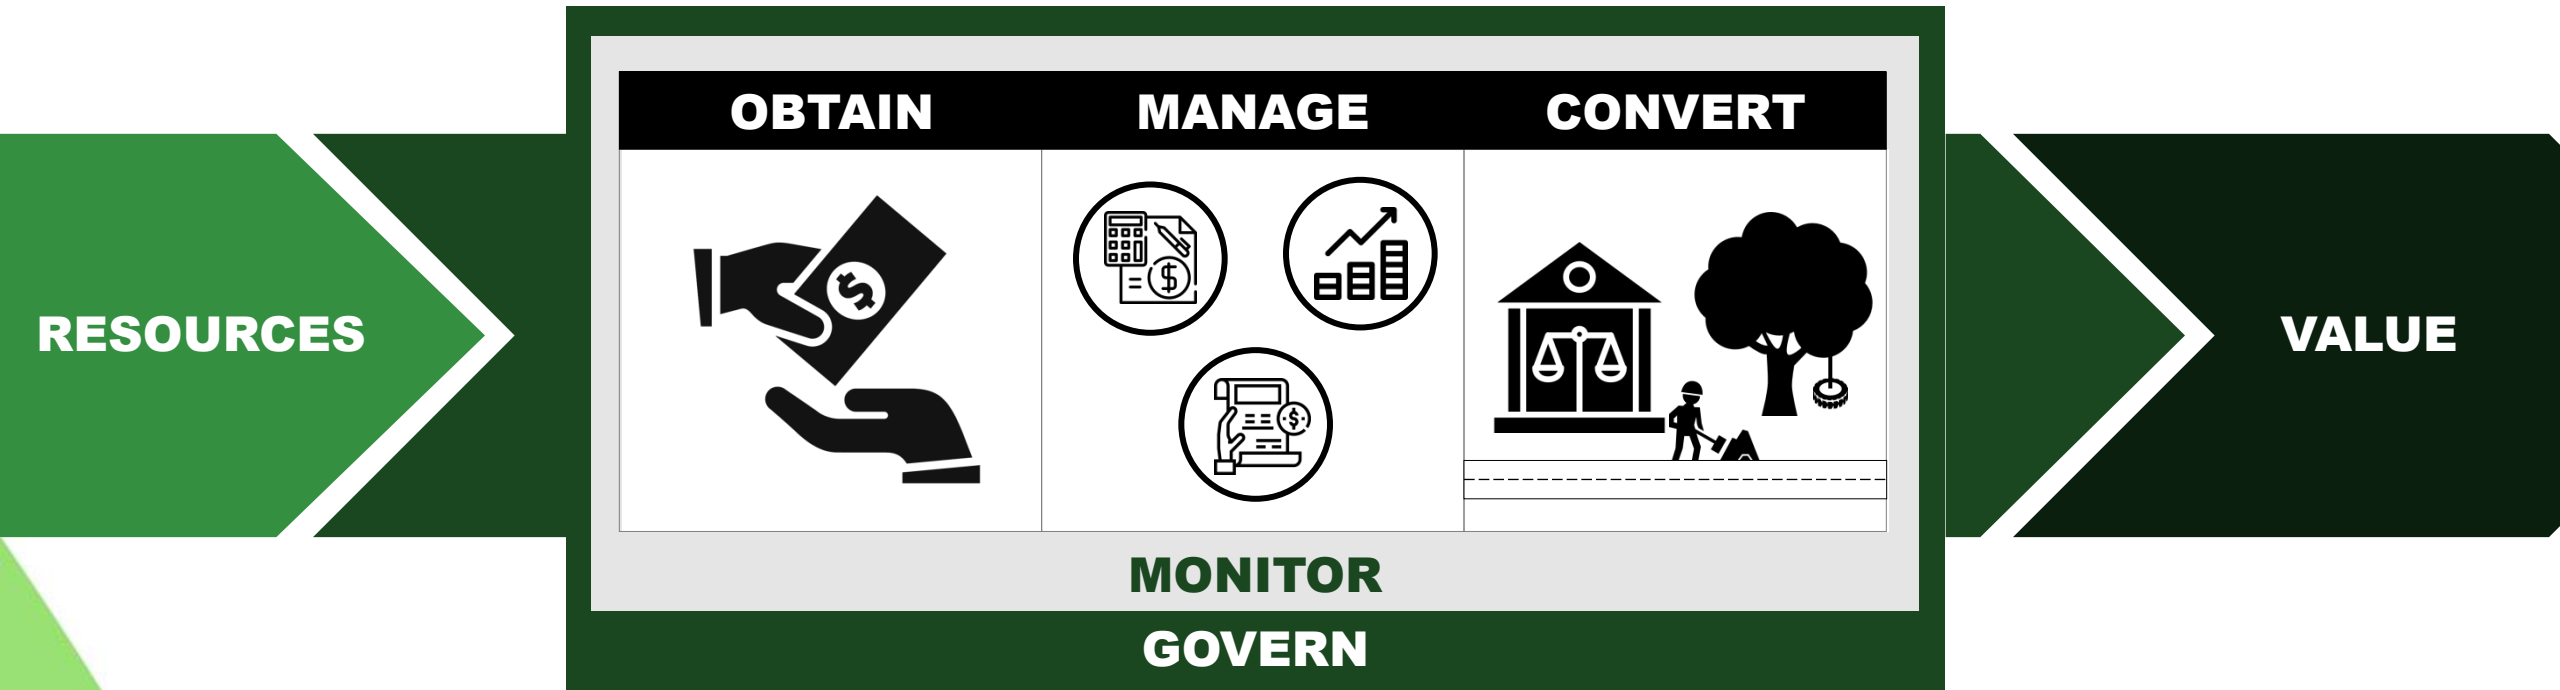 OBTAIN MANAGE CONVERT
RESOURCES
VALUE
MONITOR
GOVERN